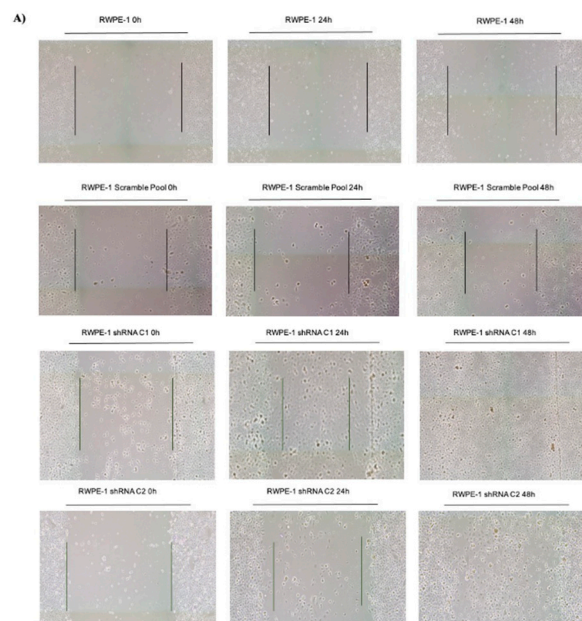 A)
RWPE-1 0h
RWPE-1 24h
RWPE-1 48h
RWPE-1 Scramble Pool 0h
RWPE-1 Scramble Pool 24h
RWPE-1 Scramble Pool 48h
RWPE-1 shRNA C1 0h
RWPE-1 shRNA C1 24h
RWPE-1 shRNA C1 48h
RWPE-1 shRNA C2 0h
RWPE-1 shRNA C2 24h
RWPE-1 shRNA C2 48h